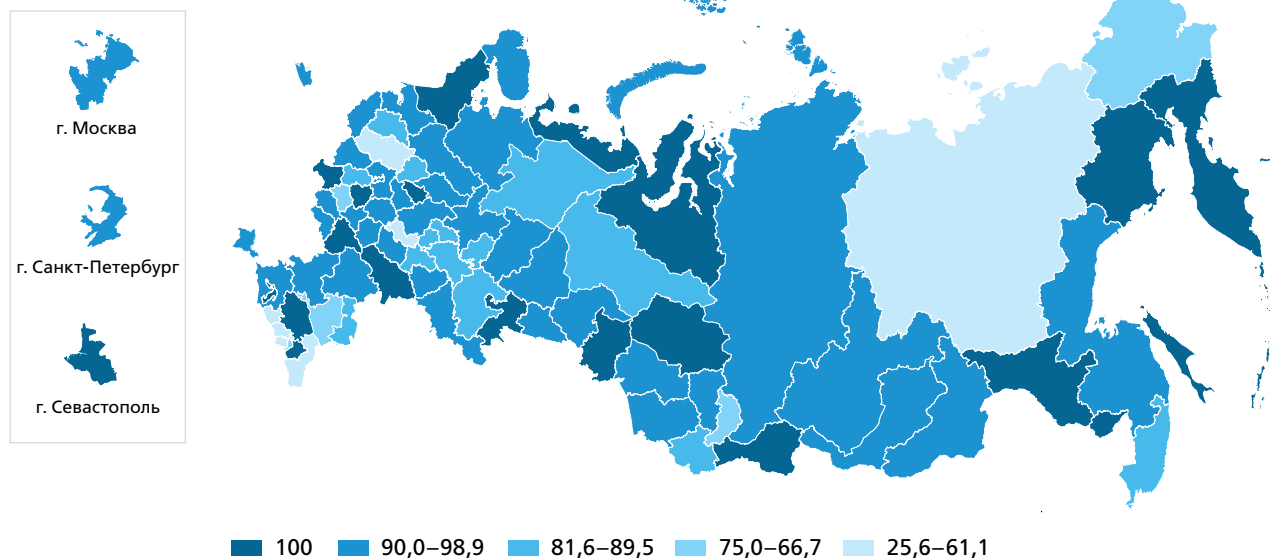 г. Москва
г. Санкт-Петербург
г. Севастополь
100 90,0–98,9 81,6–89,5 75,0–66,7 25,6–61,1